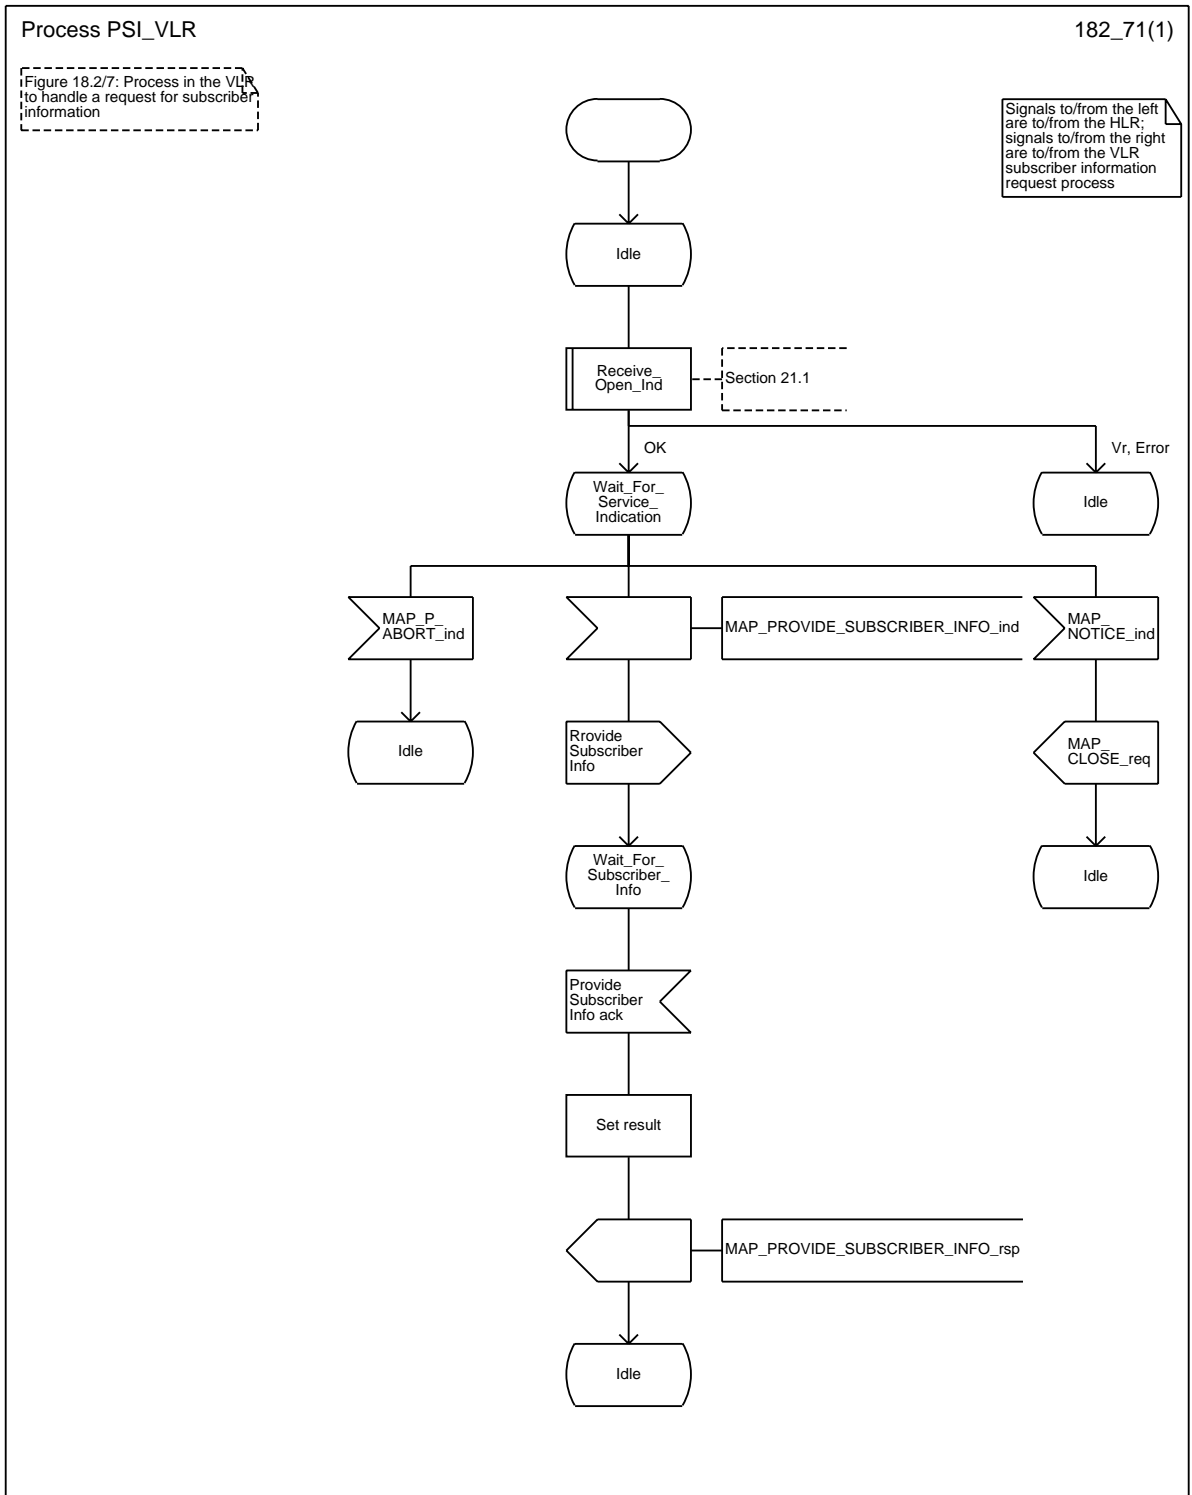 Process PSI_VLR
182_71(1)
Figure 18.2/7: Process in the VLR
to handle a request for subscriber
information
Signals to/from the left
are to/from the HLR;
signals to/from the right
are to/from the VLR
subscriber information
request process
Idle
Receive_
Open_Ind
Section 21.1
OK
Vr, Error
Wait_For_
Service_
Indication
Idle
MAP_P_
ABORT_ind
MAP_PROVIDE_SUBSCRIBER_INFO_ind
MAP_
NOTICE_ind
Idle
Rrovide
Subscriber
Info
MAP_
CLOSE_req
Wait_For_
Subscriber_
Info
Idle
Provide
Subscriber
Info ack
Set result
MAP_PROVIDE_SUBSCRIBER_INFO_rsp
Idle